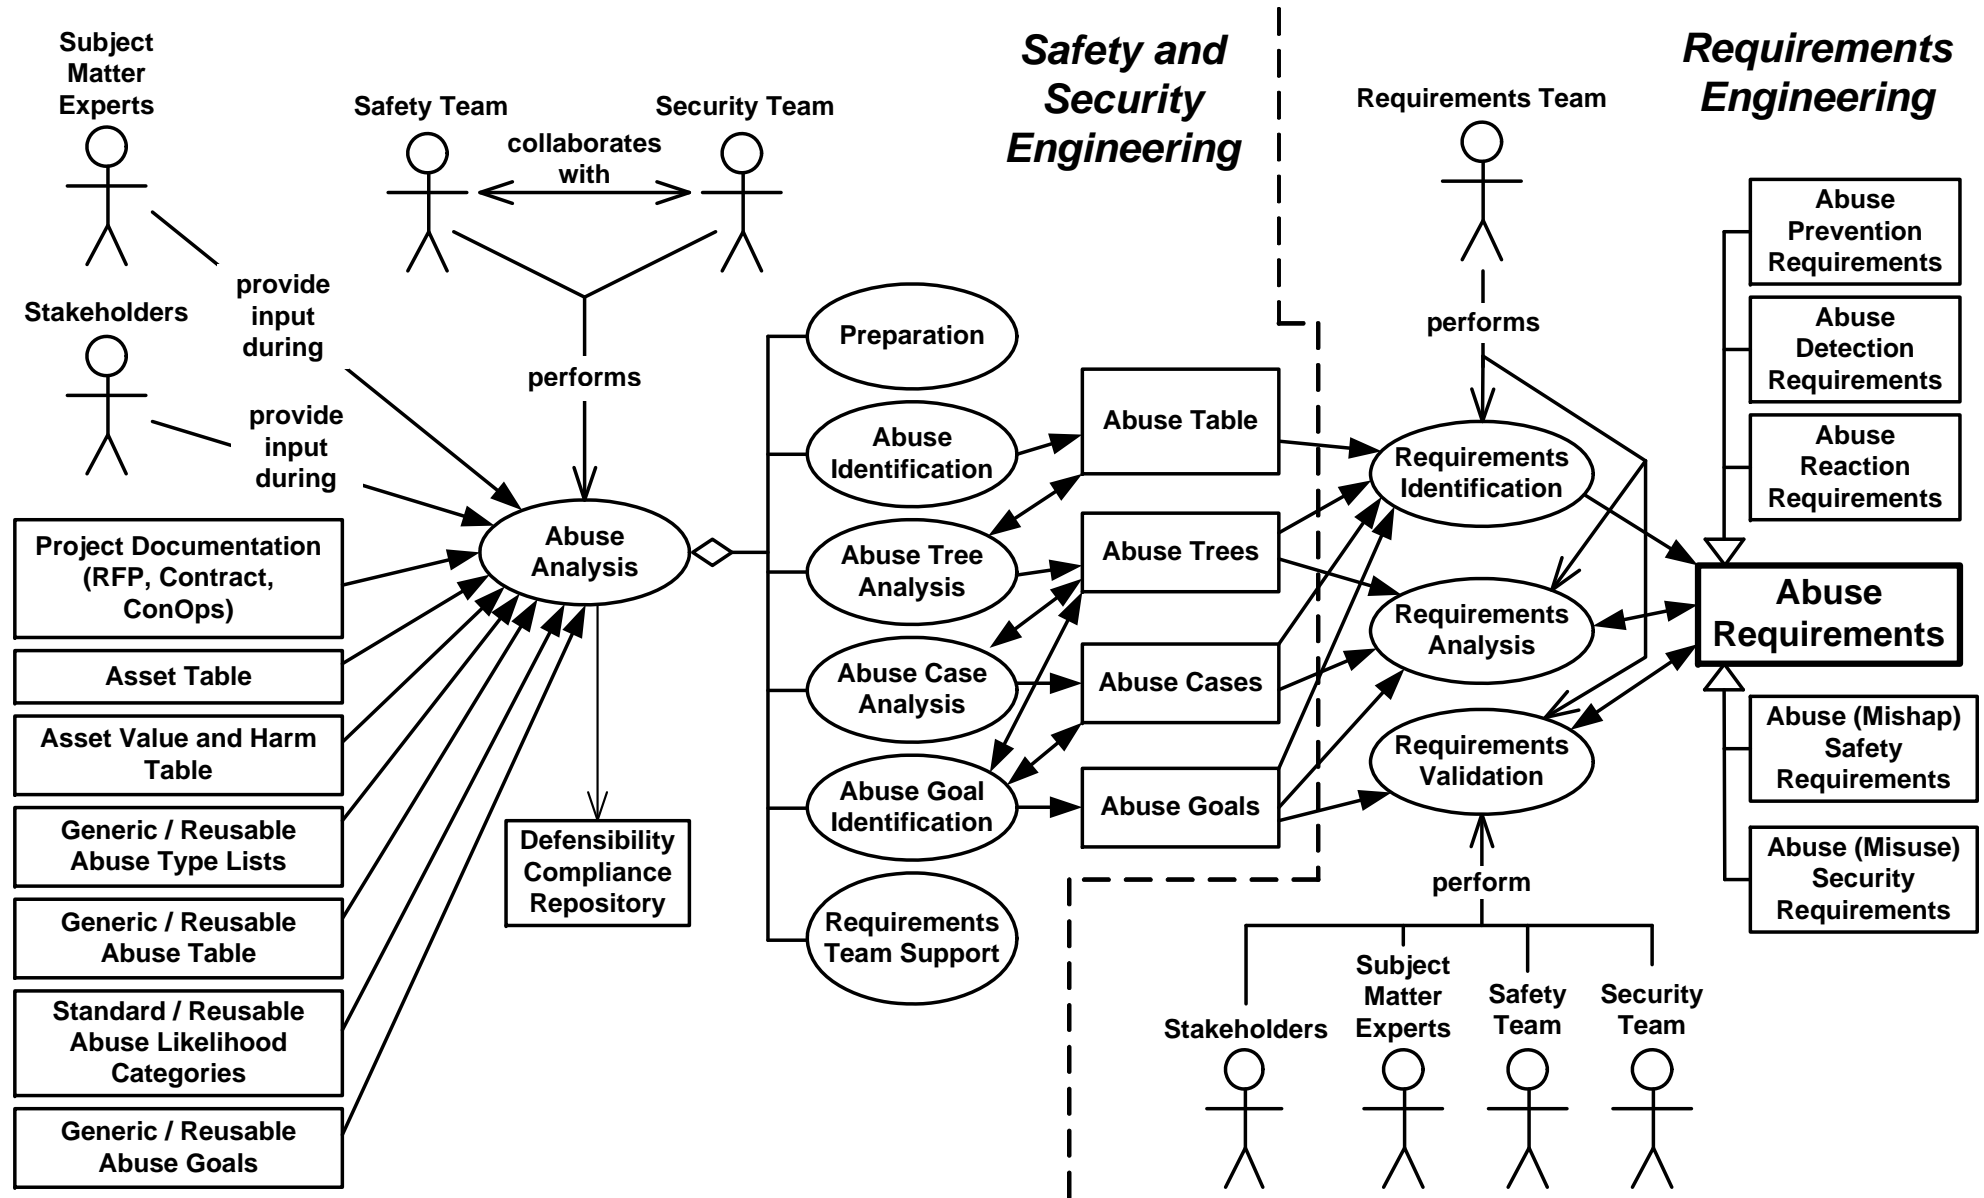 Subject
Matter
Experts
Safety Team
Security Team
collaborates
with
Safety and
Security
Engineering
Requirements Team
Requirements
Engineering
Stakeholders
provide
input
during
provide
input
during
performs
performs
Project Documentation
(RFP, Contract,
ConOps)
Asset Table
Asset Value and Harm
Table
Generic / Reusable
Abuse Type Lists
Generic / Reusable
Abuse Table
Standard / Reusable
Abuse Likelihood
Categories
Generic / Reusable
Abuse Goals
Abuse
Analysis
Defensibility
Compliance
Repository
Preparation
Abuse
Identification
Abuse Tree
Analysis
Abuse Case
Analysis
Abuse Goal
Identification
Requirements
Team Support
Abuse Table
Abuse Trees
Abuse Cases
Abuse Goals
Requirements
Identification
Requirements
Analysis
Requirements
Validation
perform
Stakeholders
Subject
Matter
Experts
Safety
Team
Security
Team
Abuse
Prevention
Requirements
Abuse
Detection
Requirements
Abuse
Reaction
Requirements
Abuse
Requirements
Abuse (Mishap)
Safety
Requirements
Abuse (Misuse)
Security
Requirements